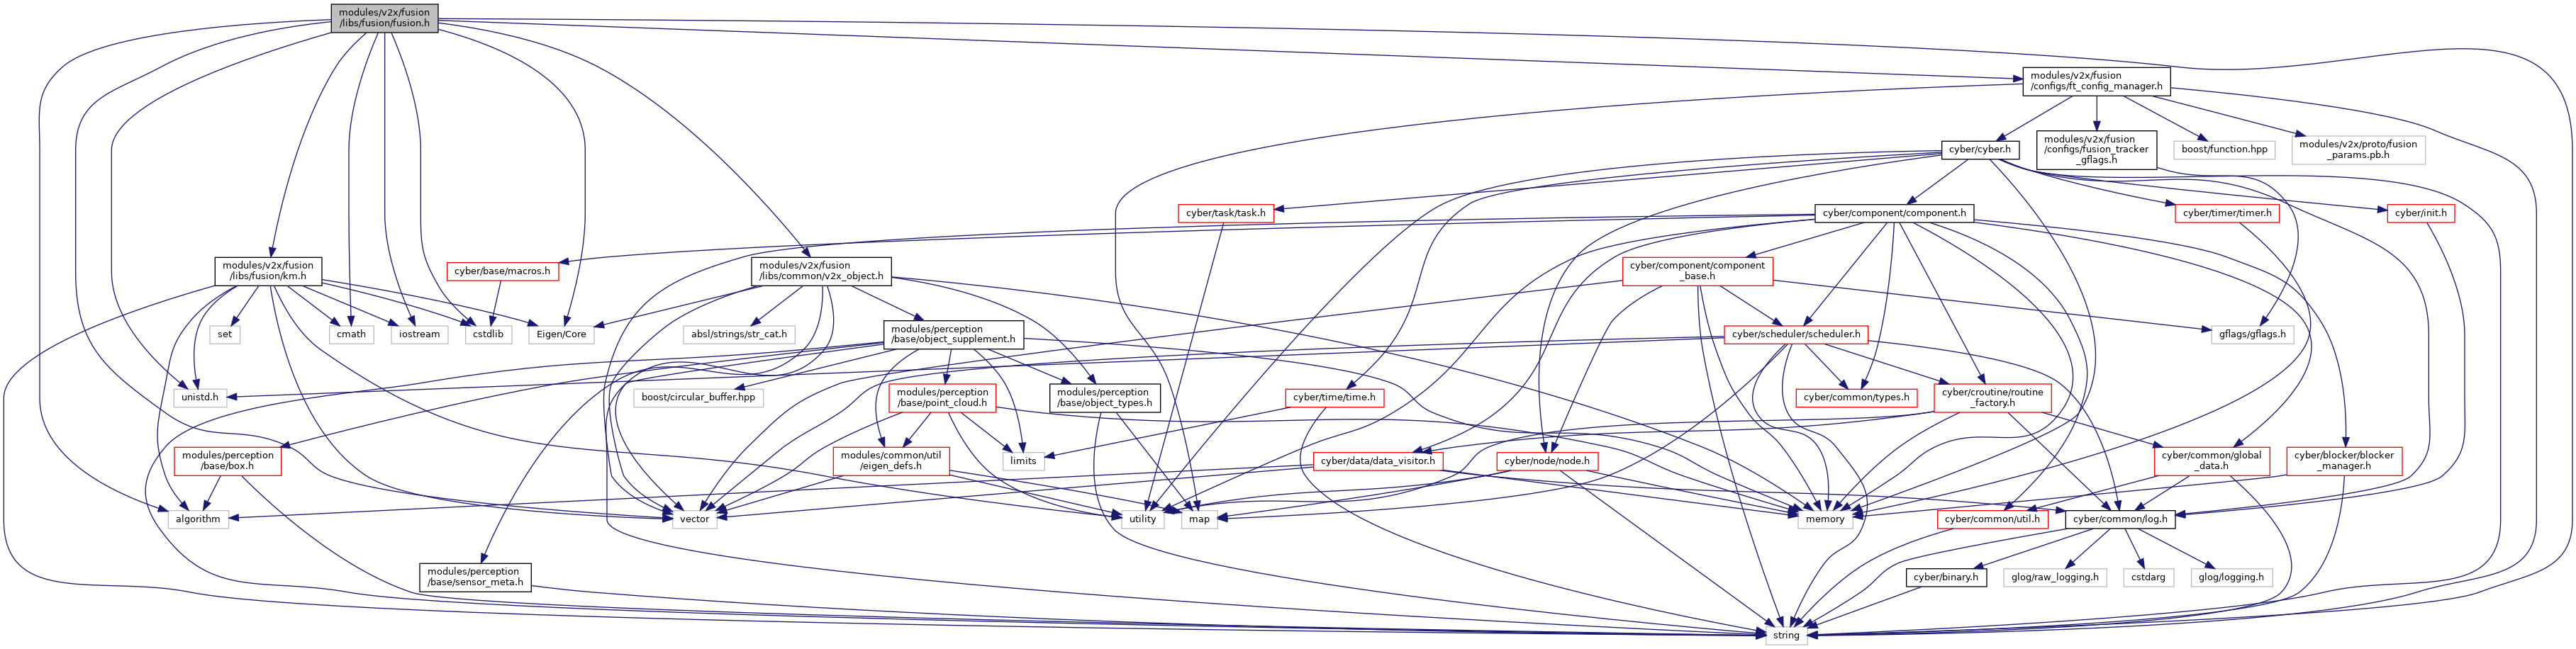 modules/v2x/fusion
/libs/fusion/fusion.h
modules/v2x/fusion
/configs/ft_config_manager.h
cyber/cyber.h
modules/v2x/fusion
/configs/fusion_tracker
_gflags.h
boost/function.hpp
modules/v2x/proto/fusion
_params.pb.h
cyber/task/task.h
cyber/component/component.h
cyber/timer/timer.h
cyber/init.h
modules/v2x/fusion
/libs/fusion/km.h
cyber/base/macros.h
modules/v2x/fusion
/libs/common/v2x_object.h
cyber/component/component
_base.h
set
cmath
iostream
cstdlib
Eigen/Core
absl/strings/str_cat.h
modules/perception
/base/object_supplement.h
cyber/scheduler/scheduler.h
gflags/gflags.h
unistd.h
boost/circular_buffer.hpp
modules/perception
/base/point_cloud.h
modules/perception
/base/object_types.h
cyber/time/time.h
cyber/common/types.h
cyber/croutine/routine
_factory.h
modules/perception
/base/box.h
modules/common/util
/eigen_defs.h
limits
cyber/data/data_visitor.h
cyber/node/node.h
cyber/common/global
_data.h
cyber/blocker/blocker
_manager.h
algorithm
vector
utility
map
memory
cyber/common/util.h
cyber/common/log.h
modules/perception
/base/sensor_meta.h
cyber/binary.h
glog/raw_logging.h
cstdarg
glog/logging.h
string